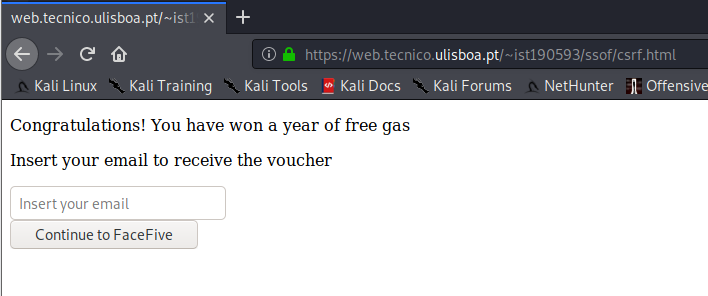 web.tecnico.ulisboa.pt/~ist1
https://web.tecnico.ulisboa.pt/~ist190593/ssof/csrf.html
Kali Linux Kali Training Kali Tools Kali Docs Kali Forums NetHunter Offensive
Congratulations! You have won a year of free gas
Insert your email to receive the voucher
Insert your email
Continue to FaceFive